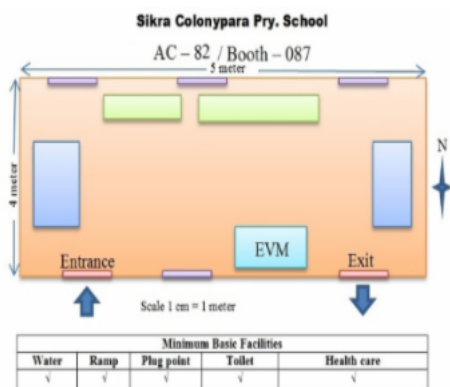 Sikra Colonypara Pry. School
AC – 82 / Booth – 087
5 meter
4 meter
N
EVM
Entrance
Exit
Scale 1 cm = 1 meter
Minimum Basic Facilities
Water Ramp Plug point Toilet Health care
√ √ √ √ √